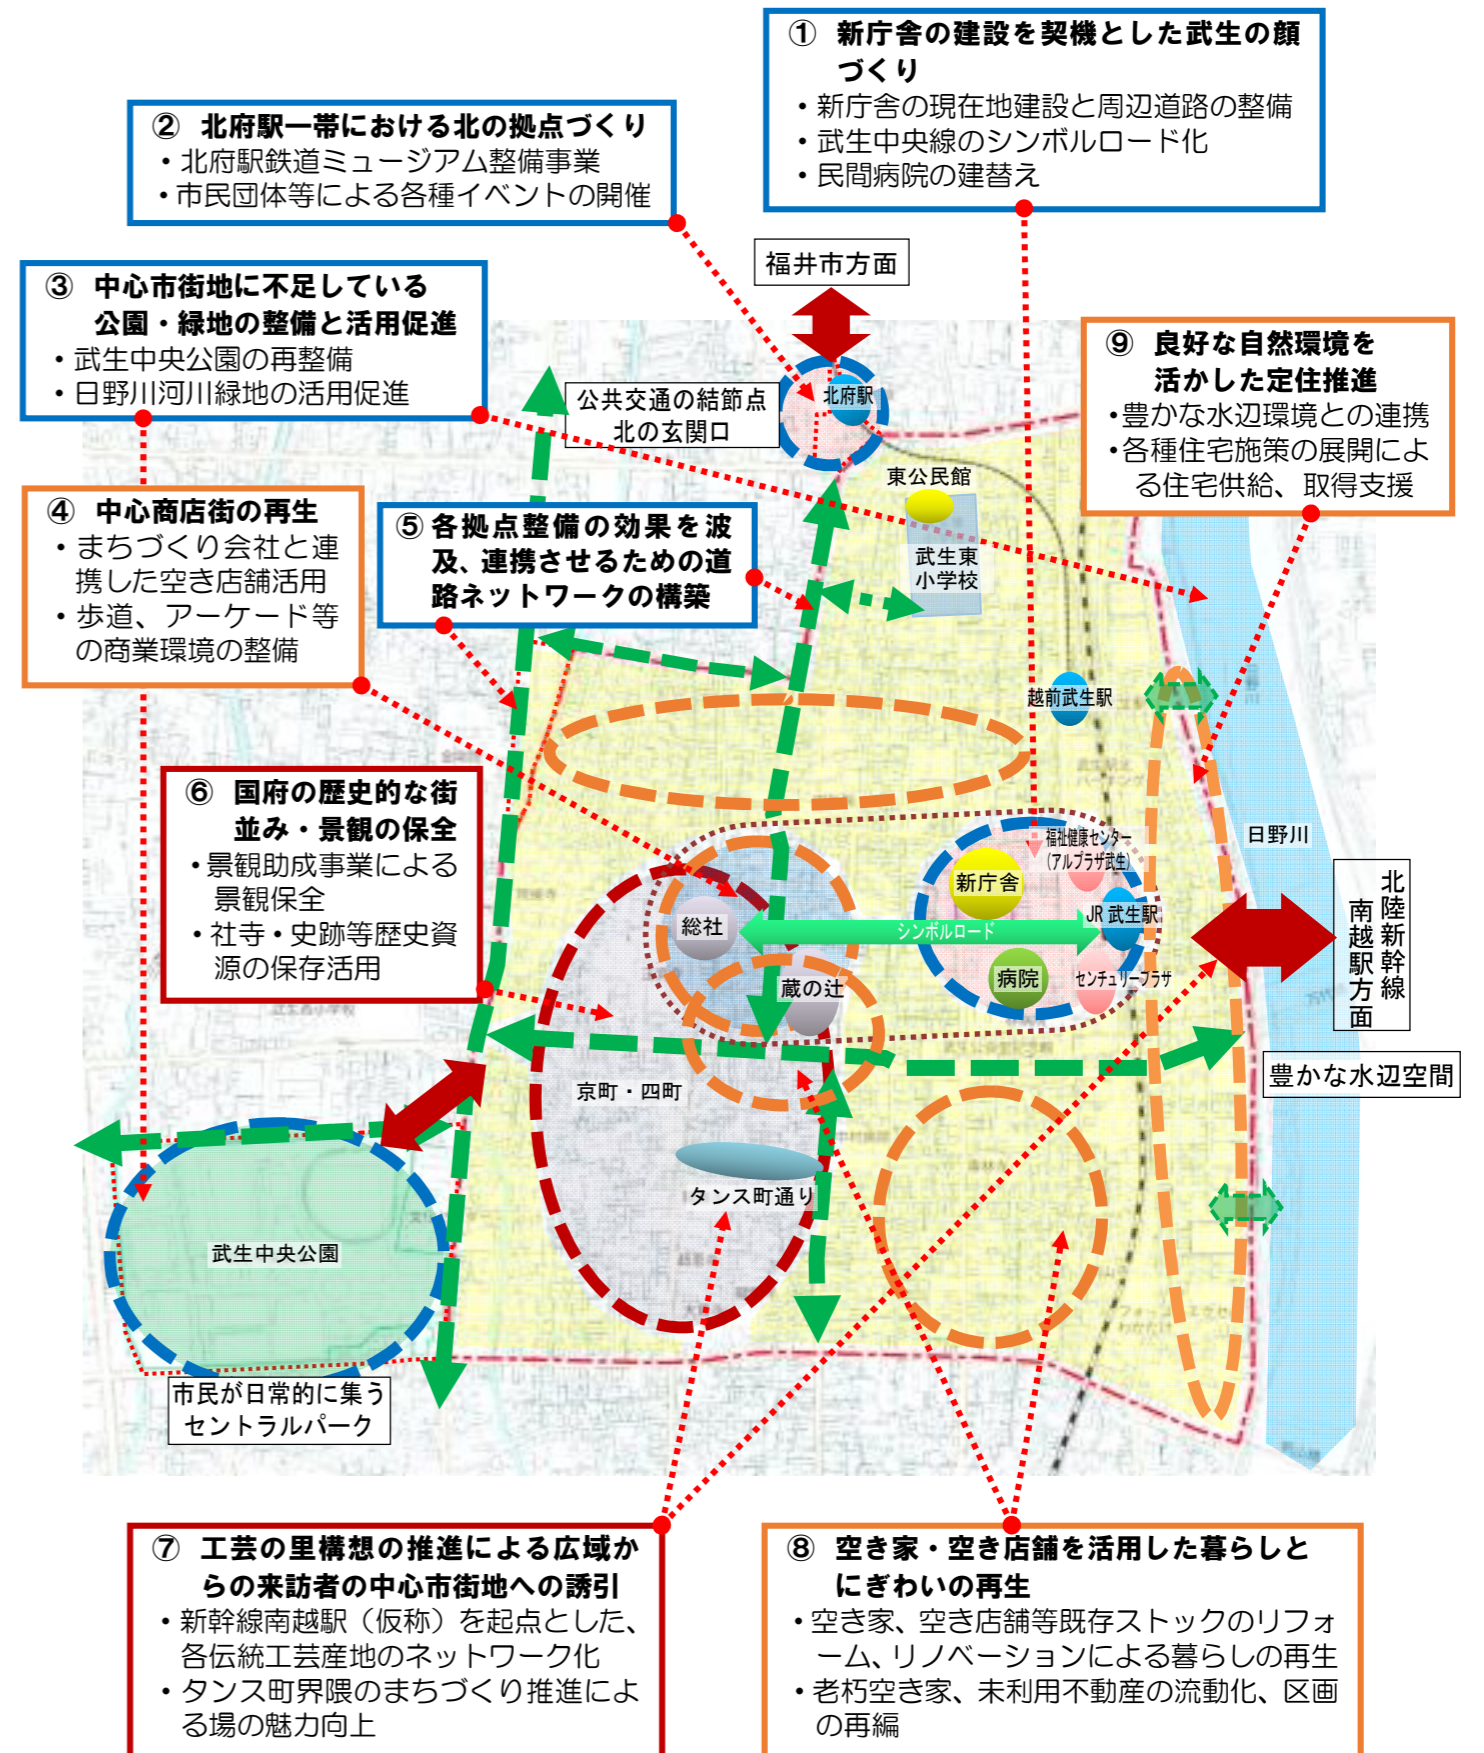 ① 新庁舎の建設を契機とした武生の顔
づくり
・新庁舎の現在地建設と周辺道路の整備
・武生中央線のシンボルロード化
・民間病院の建替え
② 北府駅一帯における北の拠点づくり
・北府駅鉄道ミュージアム整備事業
・市民団体等による各種イベントの開催
福井市方面
③ 中心市街地に不足している
公園・緑地の整備と活用促進
・武生中央公園の再整備
・日野川河川緑地の活用促進
⑨ 良好な自然環境を
活かした定住推進
・豊かな水辺環境との連携
・各種住宅施策の展開によ
る住宅供給、取得支援
公共交通の結節点
北の玄関口
北府駅
東公民館
武生東
小学校
④ 中心商店街の再生
・まちづくり会社と連
携した空き店舗活用
・歩道、アーケード等
の商業環境の整備
⑤ 各拠点整備の効果を波
及、連携させるための道
路ネットワークの構築
越前武生駅
⑥ 国府の歴史的な街
並み・景観の保全
・景観助成事業による
景観保全
・社寺・史跡等歴史資
源の保存活用
日野川
福祉健康センター
(アルプラザ武生)
新庁舎
JR 武生駅
総社
シンボルロード
病院
センチュリープラザ
蔵の辻
北陸新幹線
南越駅方面
豊かな水辺空間
京町・四町
タンス町通り
武生中央公園
市民が日常的に集う
セントラルパーク
⑦ 工芸の里構想の推進による広域か
らの来訪者の中心市街地への誘引
・新幹線南越駅（仮称）を起点とした、
各伝統工芸産地のネットワーク化
・タンス町界隈のまちづくり推進によ
る場の魅力向上
⑧ 空き家・空き店舗を活用した暮らしと
にぎわいの再生
・空き家、空き店舗等既存ストックのリフォ
ーム、リノベーションによる暮らしの再生
・老朽空き家、未利用不動産の流動化、区画
の再編